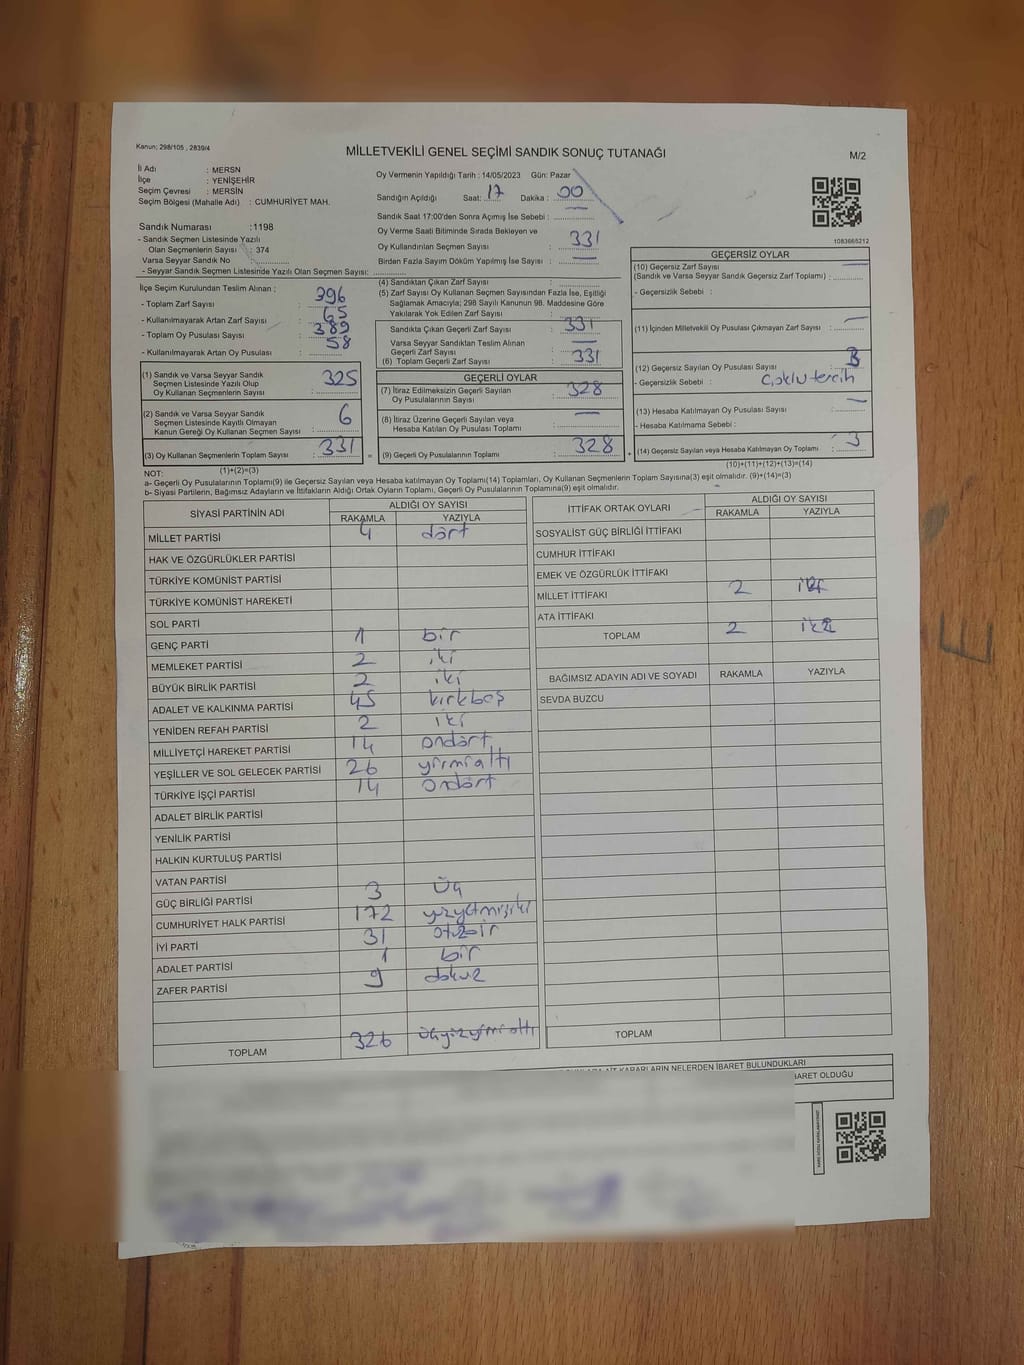 Kanun; 298/105 , 2839/4
MİLLETVEKİLİ GENEL SEÇİMİ SANDIK SONUÇ TUTANAĞI
M/2
İl Adı : MERSN
İlçe : YENİŞEHİR
Seçim Çevresi : MERSİN
Seçim Bölgesi (Mahalle Adı) : CUMHURİYET MAH.
Sandık Numarası :1198
- Sandık Seçmen Listesinde Yazılı
Olan Seçmenlerin Sayısı : 374
Varsa Seyyar Sandık No :
- Seyyar Sandık Seçmen Listesinde Yazılı Olan Seçmen Sayısı:
Oy Vermenin Yapıldığı Tarih : 14/05/2023 Gün: Pazar
Sandığın Açıldığı Saat: 17 Dakika : 00
Sandık Saat 17:00'den Sonra Açımış İse Sebebi :
Oy Verme Saati Bitiminde Sırada Bekleyen ve
Oy Kullandırılan Seçmen Sayısı : 331
Birdan Fazla Sayım Döküm Yapılmış İse Sayısı : —
1083665212
İlçe Seçim Kurulundan Teslim Alınan ;
- Toplam Zarf Sayısı : 396
- Kullanılmayarak Artan Zarf Sayısı : 65
- Toplam Oy Pusulası Sayısı : 389
- Kullanılmayarak Artan Oy Pusulası : 58
(1) Sandık ve Varsa Seyyar Sandık
Seçmen Listesinde Yazılı Olup
Oy Kullanan Seçmenlerin Sayısı : 325
(2) Sandık ve Varsa Seyyar Sandık
Seçmen Listesinde Kayıtlı Olmayan
Kanun Gereği Oy Kullanan Seçmen Sayısı : 6
(3) Oy Kullanan Seçmenlerin Toplam Sayısı : 331
(1)+(2)=(3)
(4) Sandıktan Çıkan Zarf Sayısı :
(5) Zarf Sayısı Oy Kullanan Seçmen Sayısından Fazla İse, Eşitliği
Sağlamak Amacıyla; 298 Sayılı Kanunun 98. Maddesine Göre
Yakılarak Yok Edilen Zarf Sayısı :
Sandıkta Çıkan Geçerli Zarf Sayısı : 331
Varsa Seyyar Sandıktan Teslim Alınan
Geçerli Zarf Sayısı : —
(6) Toplam Geçerli Zarf Sayısı : 331
GEÇERLİ OYLAR
(7) İtiraz Edilmeksizin Geçerli Sayılan
Oy Pusulalarının Sayısı : 328
(8) İtiraz Üzerine Geçerli Sayılan veya
Hesaba Katılan Oy Pusulası Toplamı : —
(9) Geçerli Oy Pusulalarının Toplamı : 328
GEÇERSİZ OYLAR
(10) Geçersiz Zarf Sayısı
(Sandık ve Varsa Seyyar Sandık Geçersiz Zarf Toplamı) : —
- Geçersizlik Sebebi :
(11) İçinden Milletvekili Oy Pusulası Çıkmayan Zarf Sayısı : —
(12) Geçersiz Sayılan Oy Pusulası Sayısı : 3
- Geçersizlik Sebebi : Çoklu tercih
(13) Hesaba Katılmayan Oy Pusulası Sayısı : —
- Hesaba Katılmama Sebebi :
(14) Geçersiz Sayılan veya Hesaba Katılmayan Oy Toplamı : 3
(10)+(11)+(12)+(13)=(14)
NOT:
a- Geçerli Oy Pusulalarının Toplamı(9) ile Geçersiz Sayılan veya Hesaba katılmayan Oy Toplamı(14) Toplamları, Oy Kullanan Seçmenlerin Toplam Sayısına(3) eşit olmalıdır. (9)+(14)=(3)
b- Siyasi Partilerin, Bağımsız Adayların ve İttifakların Aldığı Ortak Oyların Toplamı, Geçerli Oy Pusulalarının Toplamına(9) eşit olmalıdır.
SİYASİ PARTİNİN ADI ALDIĞI OY SAYISI
RAKAMLA YAZIYLA
MİLLET PARTİSİ 4 dört
HAK VE ÖZGÜRLÜKLER PARTİSİ
TÜRKİYE KOMÜNİST PARTİSİ
TÜRKİYE KOMÜNİST HAREKETİ
SOL PARTİ
GENÇ PARTİ 1 bir
MEMLEKET PARTİSİ 2 iki
BÜYÜK BİRLİK PARTİSİ 2 iki
ADALET VE KALKINMA PARTİSİ 45 kırkbeş
YENİDEN REFAH PARTİSİ 2 iki
MİLLİYETÇİ HAREKET PARTİSİ 14 ondört
YEŞİLLER VE SOL GELECEK PARTİSİ 26 yirmialtı
TÜRKİYE İŞÇİ PARTİSİ 14 ondört
ADALET BİRLİK PARTİSİ
YENİLİK PARTİSİ
HALKIN KURTULUŞ PARTİSİ
VATAN PARTİSİ
GÜÇ BİRLİĞİ PARTİSİ 3 üç
CUMHURİYET HALK PARTİSİ 172 yüzyetmişiki
İYİ PARTİ 31 otuzbir
ADALET PARTİSİ 1 bir
ZAFER PARTİSİ 9 dokuz
TOPLAM 326 üçyüzyirmialtı
İTTİFAK ORTAK OYLARI ALDIĞI OY SAYISI
RAKAMLA YAZIYLA
SOSYALİST GÜÇ BİRLİĞİ İTTİFAKI
CUMHUR İTTİFAKI
EMEK VE ÖZGÜRLÜK İTTİFAKI
MİLLET İTTİFAKI 2 iki
ATA İTTİFAKI
TOPLAM 2 iki
BAĞIMSIZ ADAYIN ADI VE SOYADI RAKAMLA YAZIYLA
SEVDA BUZCU
TOPLAM
KARARLARIN NELERDEN İBARET BULUNDUKLARI
İBARET OLDUĞU